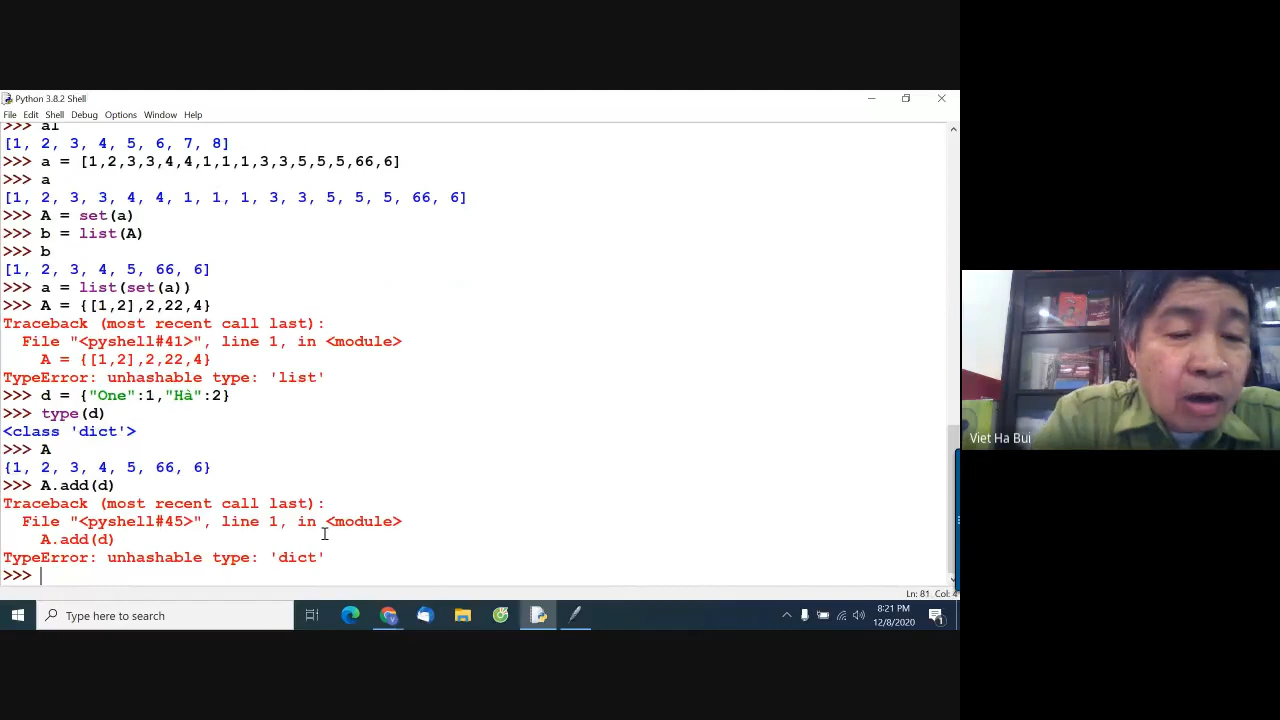 Python 3.8.2 Shell
File Edit Shell Debug Options Window Help
>>> a1
[1, 2, 3, 4, 5, 6, 7, 8]
>>> a = [1,2,3,3,4,4,1,1,1,3,3,5,5,5,66,6]
>>> a
[1, 2, 3, 3, 4, 4, 1, 1, 1, 3, 3, 5, 5, 5, 66, 6]
>>> A = set(a)
>>> b = list(A)
>>> b
[1, 2, 3, 4, 5, 66, 6]
>>> a = list(set(a))
>>> A = {[1,2],2,22,4}
Traceback (most recent call last):
File "<pyshell#41>", line 1, in <module>
A = {[1,2],2,22,4}
TypeError: unhashable type: 'list'
>>> d = {"One":1,"Hà":2}
>>> type(d)
<class 'dict'>
>>> A
{1, 2, 3, 4, 5, 66, 6}
>>> A.add(d)
Traceback (most recent call last):
File "<pyshell#45>", line 1, in <module>
A.add(d)
TypeError: unhashable type: 'dict'
>>>
Ln: 81 Col: 4
Viet Ha Bui
Type here to search
8:21 PM
12/8/2020
1